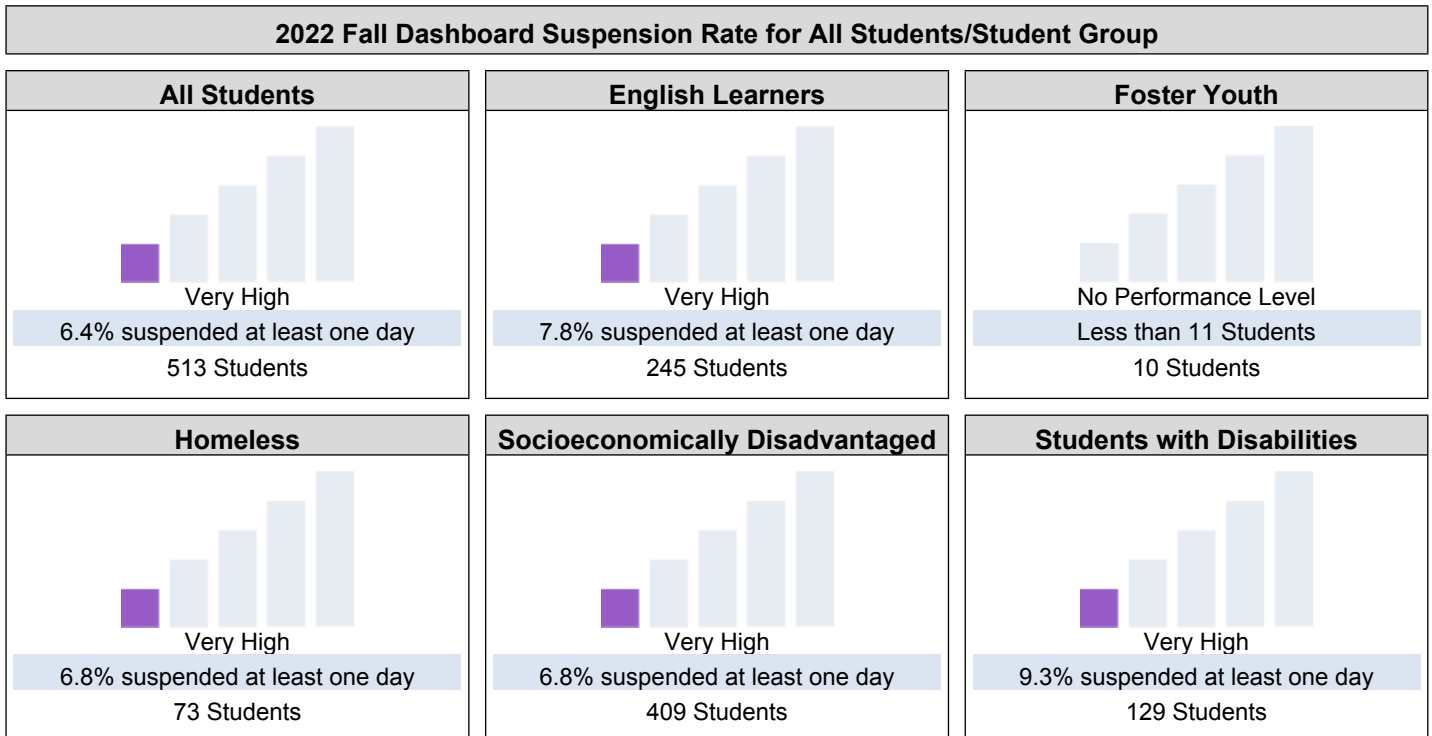 2022 Fall Dashboard Suspension Rate for All Students/Student Group
All Students
Very High
6.4% suspended at least one day
513 Students
English Learners
Very High
7.8% suspended at least one day
245 Students
Foster Youth
No Performance Level
Less than 11 Students
10 Students
Homeless
Very High
6.8% suspended at least one day
73 Students
Socioeconomically Disadvantaged
Very High
6.8% suspended at least one day
409 Students
Students with Disabilities
Very High
9.3% suspended at least one day
129 Students